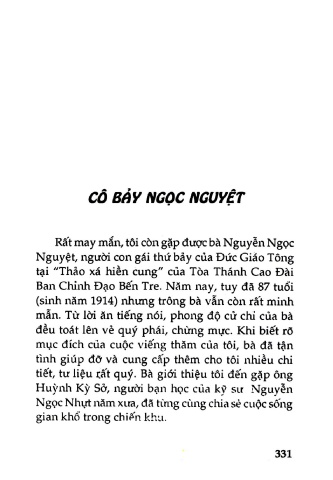 CÔ BẢY NGỌC NGUYỆT
Rất may mắn, tôi còn gặp được bà Nguyễn Ngọc
Nguyệt, người con gái thứ bảy của Đức Giáo Tông
tại "Thảo xá hiền cung" của Tòa Thánh Cao Đài
Ban Chỉnh Đạo Bến Tre. Năm nay, tuy đã 87 tuổi
(sinh năm 1914) nhưng trông bà vẫn còn rất minh
mẫn. Từ lời ăn tiếng nói, phong độ cử chỉ của bà
đều toát lên vẻ quý phái, chừng mực. Khi biết rõ
mục đích của cuộc viếng thăm của tôi, bà đã tận
tình giúp đỡ và cung cấp thêm cho tôi nhiều chi
tiết, tư liệu rất quý. Bà giới thiệu tôi đến gặp ông
Huỳnh Kỳ Sở, người bạn học của kỹ sư Nguyễn
Ngọc Nhựt năm xưa, đã từng cùng chia sẻ cuộc sống
gian khổ trong chiến khu.
331